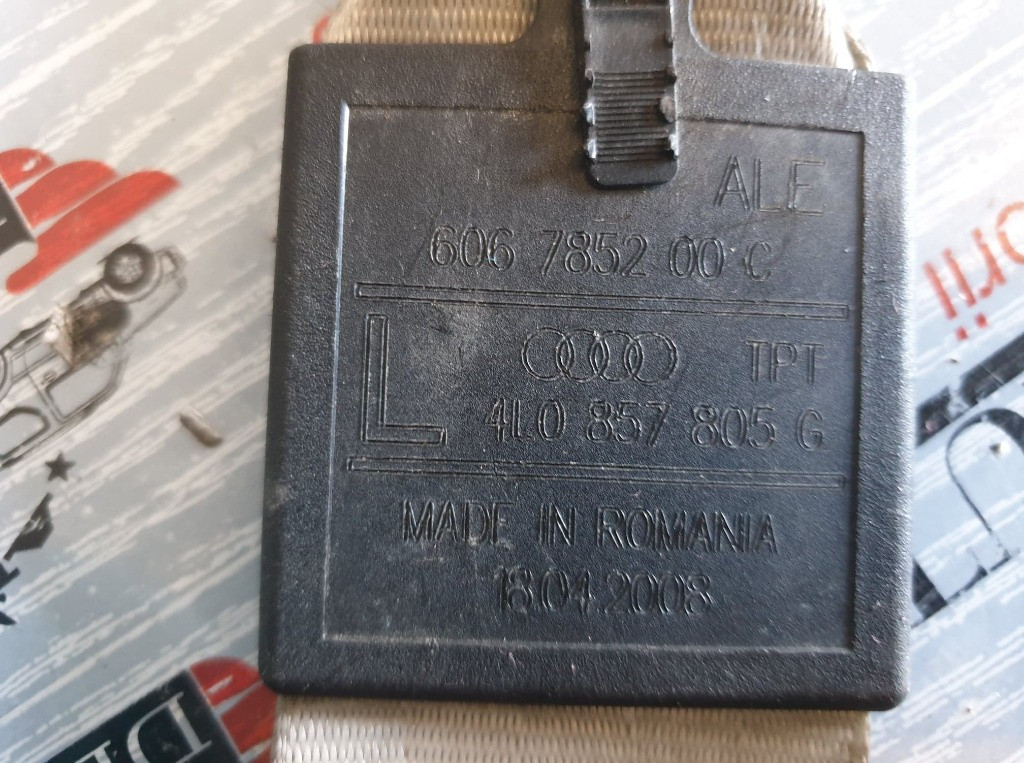 ALE
606 7852 00 C
L TPT
4L0 857 805 G
MADE IN ROMANIA
18.04.2008